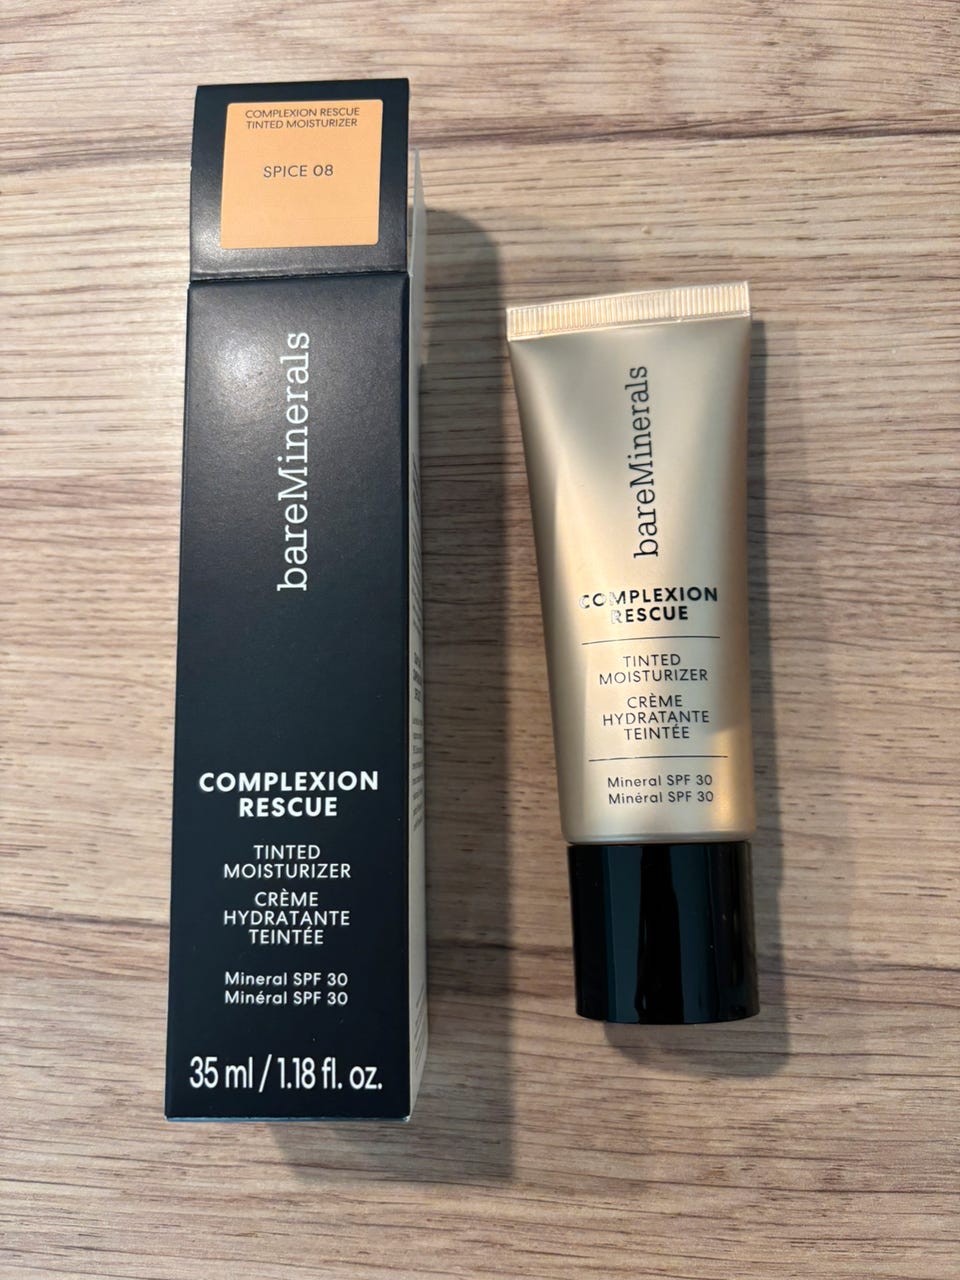 COMPLEXION RESCUE
TINTED MOISTURIZER
SPICE 08
bareMinerals
COMPLEXION
RESCUE
TINTED
MOISTURIZER
CRÈME
HYDRATANTE
TEINTÉE
Mineral SPF 30
Minéral SPF 30
35 ml / 1.18 fl. oz.
bareMinerals
COMPLEXION
RESCUE
TINTED
MOISTURIZER
CRÈME
HYDRATANTE
TEINTÉE
Mineral SPF 30
Minéral SPF 30